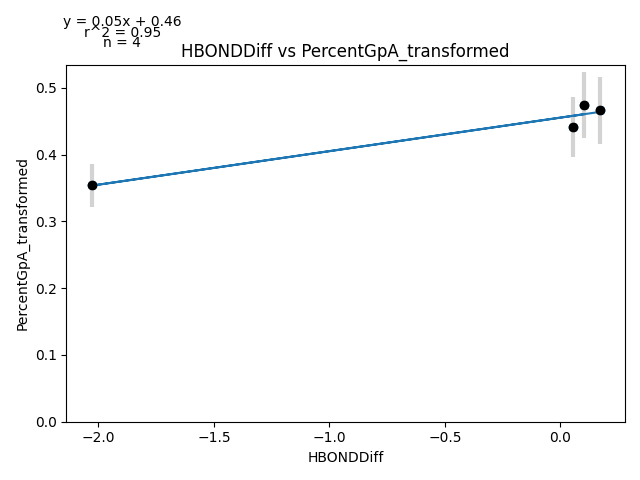 y = 0.05x + 0.46
r^2 = 0.95
n = 4
HBONDDiff vs PercentGpA_transformed
PercentGpA_transformed
0.5
0.4
0.3
0.2
0.1
0.0
−2.0 −1.5 −1.0 −0.5 0.0
HBONDDiff